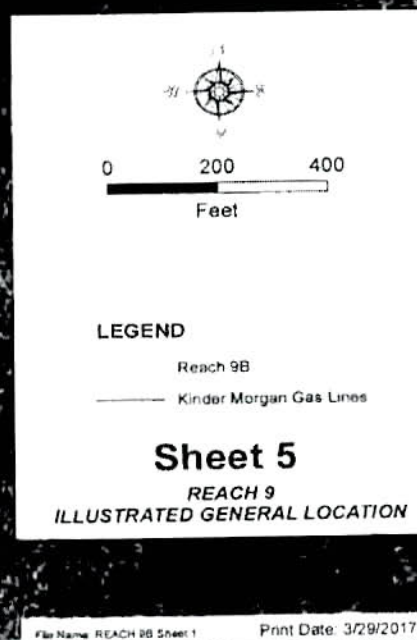 0 200 400
Feet
LEGEND
Reach 9B
Kinder Morgan Gas Lines
Sheet 5
REACH 9
ILLUSTRATED GENERAL LOCATION
File Name: REACH 9B Sheet 1 Print Date: 3/29/2017